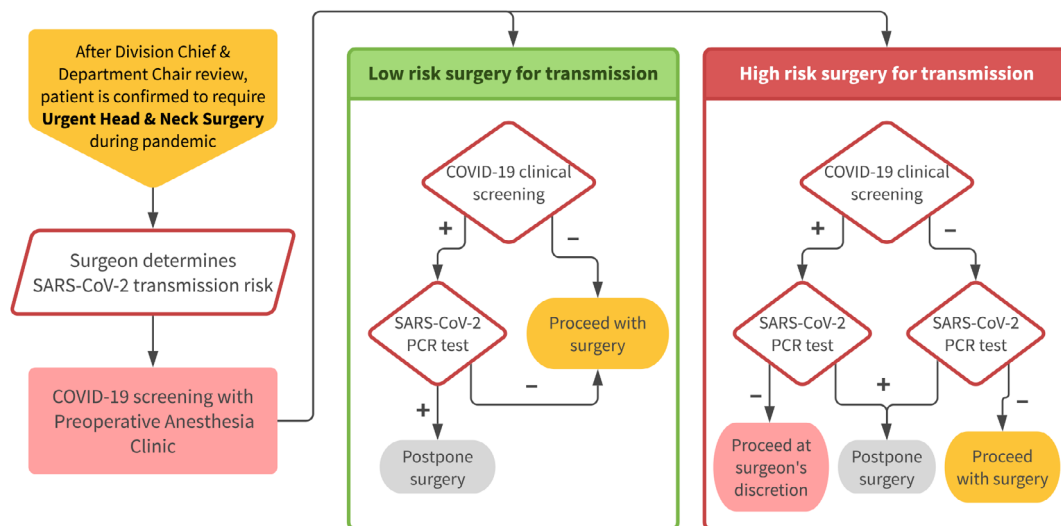 After Division Chief &
Department Chair review,
patient is confirmed to require
Urgent Head & Neck Surgery
during pandemic
Surgeon determines
SARS-CoV-2 transmission risk
COVID-19 screening with
Preoperative Anesthesia
Clinic
Low risk surgery for transmission
COVID-19 clinical
screening
+
–
SARS-CoV-2
PCR test
Proceed with
surgery
+
–
Postpone
surgery
High risk surgery for transmission
COVID-19 clinical
screening
+
–
SARS-CoV-2
PCR test
SARS-CoV-2
PCR test
–
+
–
Proceed at
surgeon's
discretion
Postpone
surgery
Proceed
with surgery